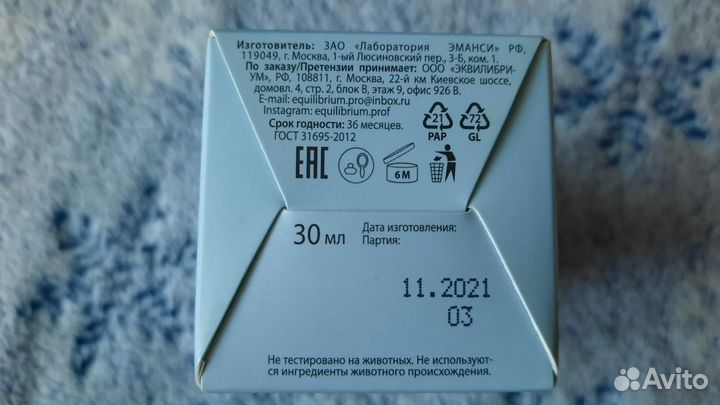 Изготовитель: ЗАО «Лаборатория ЭМАНСИ» РФ,
119049, г. Москва, 1-ый Люсиновский пер., 3-Б, ком. 1.
По заказу/Претензии принимает: ООО «ЭКВИЛИБРИ-
УМ», РФ, 108811, г. Москва, 22-й км Киевское шоссе,
домовл. 4, стр. 2, блок В, этаж 9, офис 926 В.
E-mail: equilibrium.pro@inbox.ru
Instagram: equilibrium.prof
Срок годности: 36 месяцев.
ГОСТ 31695-2012
21 72
PAP GL
EAC 6M
30 мл
Дата изготовления:
Партия:
11.2021
03
Не тестировано на животных. Не используют-
ся ингредиенты животного происхождения.
Avito